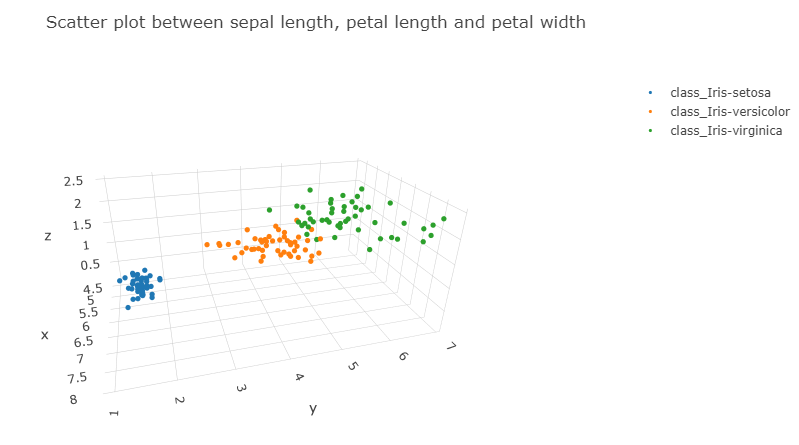 Scatter plot between sepal length, petal length and petal width
class_Iris-setosa
class_Iris-versicolor
class_Iris-virginica
2.5
2
1.5
1
0.5
z
4.5
5
5.5
6
6.5
7
7.5
8
x
1
2
3
4
5
6
7
y